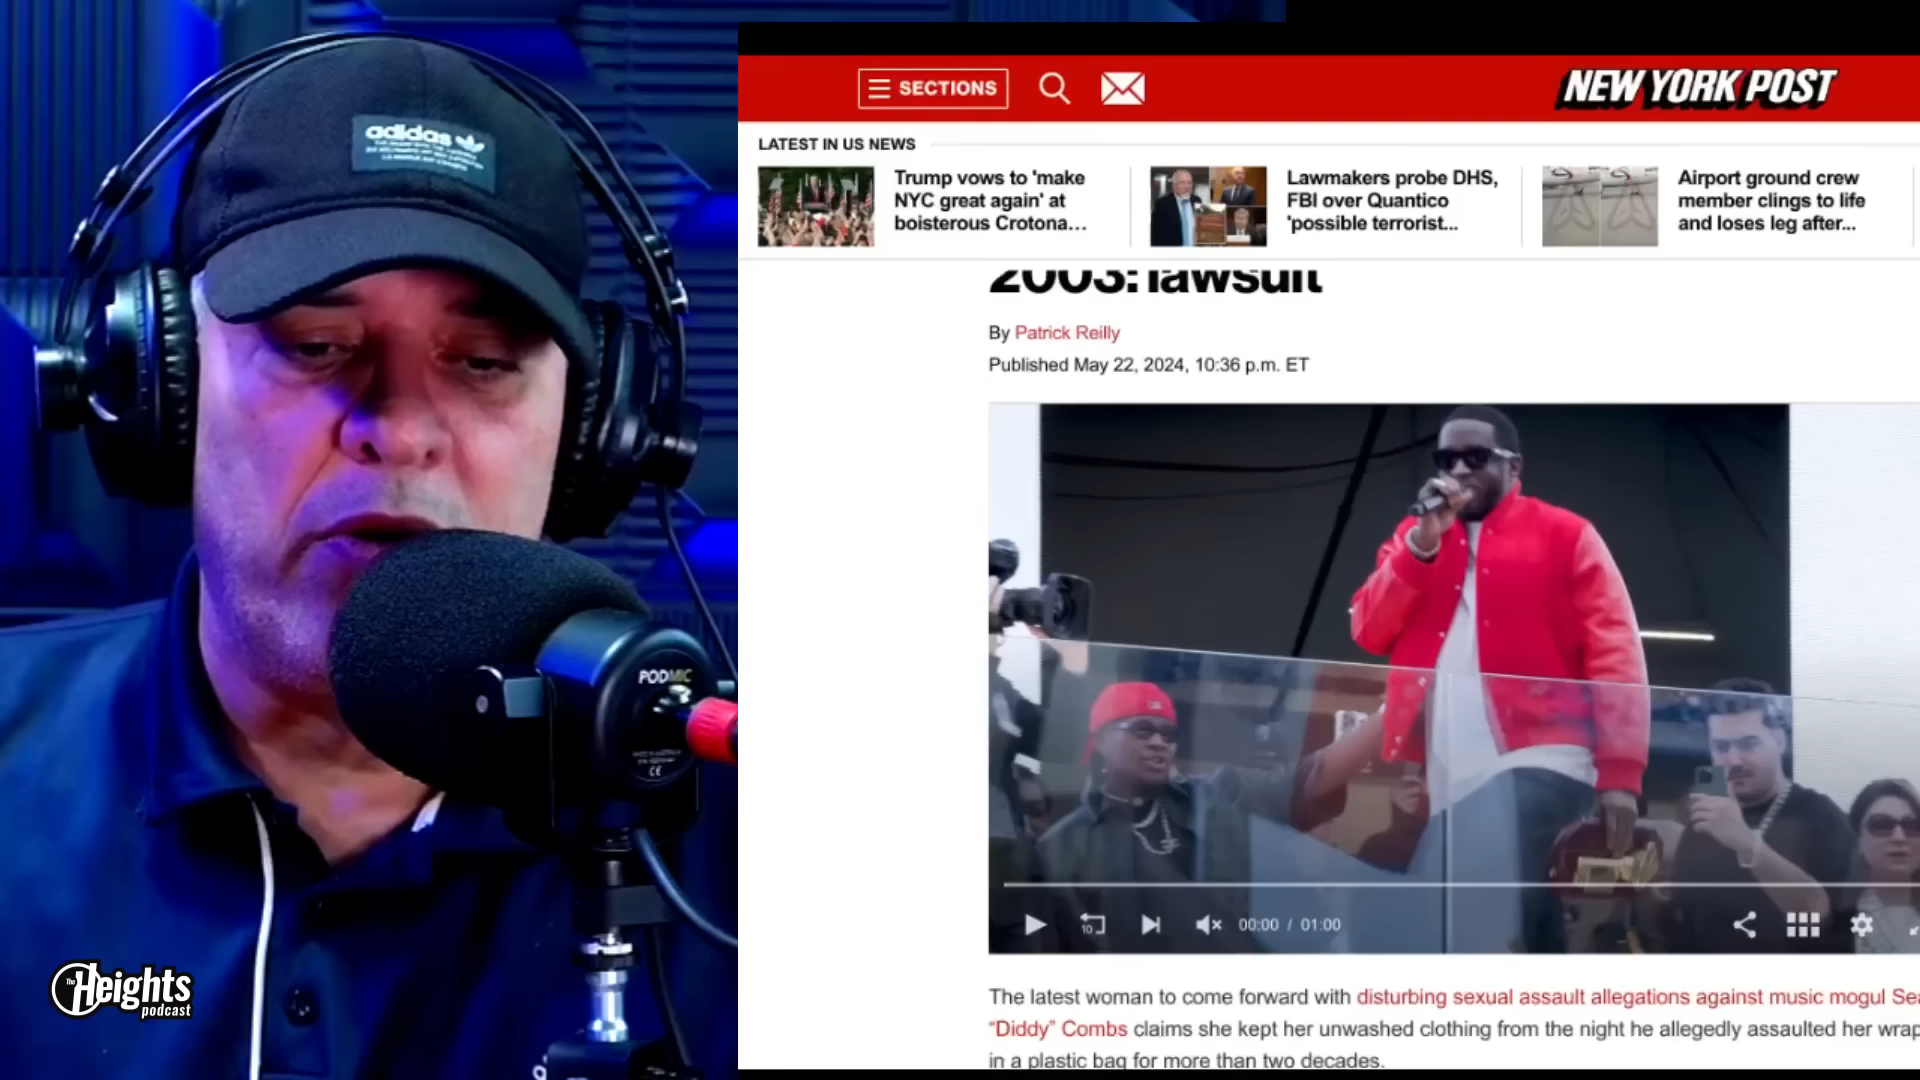 adidas
PODMIC
CE
The Heights
podcast
SECTIONS
NEW YORK POST
LATEST IN US NEWS
Trump vows to 'make
NYC great again' at
boisterous Crotona...
Lawmakers probe DHS,
FBI over Quantico
'possible terrorist...
Airport ground crew
member clings to life
and loses leg after...
2003: lawsuit
By Patrick Reilly
Published May 22, 2024, 10:36 p.m. ET
10
00:00 / 01:00
The latest woman to come forward with disturbing sexual assault allegations against music mogul Sea
“Diddy” Combs claims she kept her unwashed clothing from the night he allegedly assaulted her wrap
in a plastic bag for more than two decades.